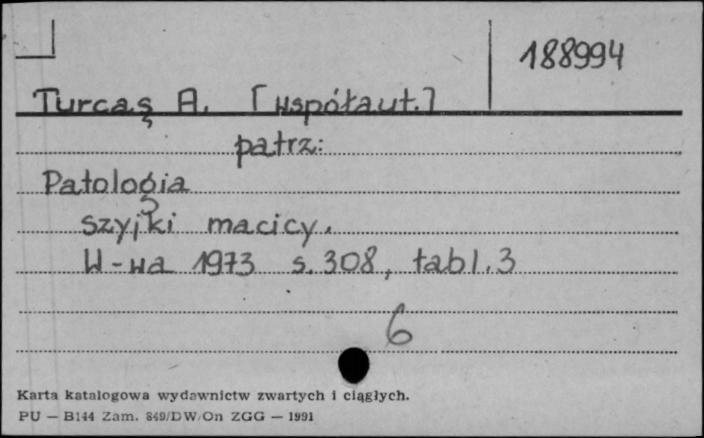 188994
Turcaş A. [współaut.]
patrz:
Patologia
szyjki macicy.
W-wa 1973 s. 308, tabl. 3
6
Karta katalogowa wydawnictw zwartych i ciągłych.
PU — B144 Zam. 849/DW/On ZGG — 1991